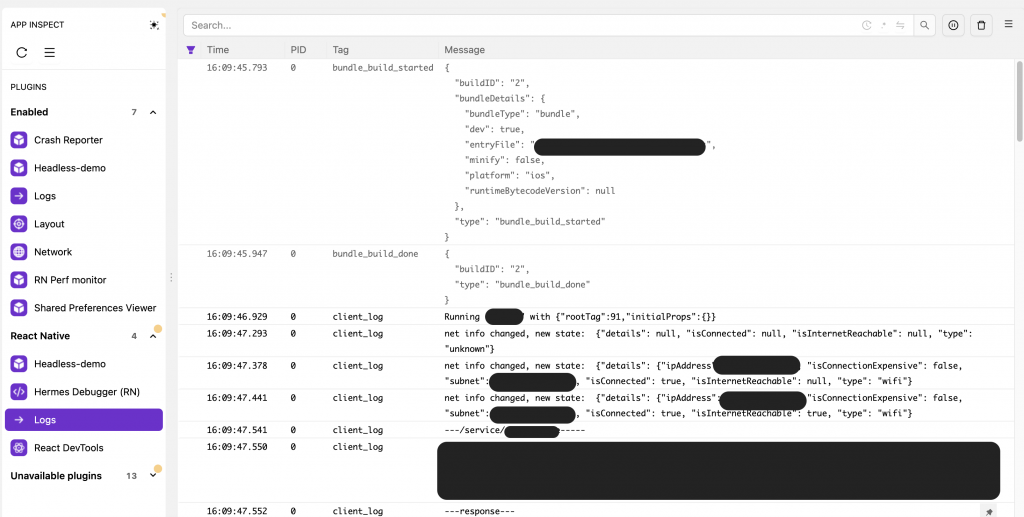 APP INSPECT
PLUGINS
Enabled 7
Crash Reporter
Headless-demo
Logs
Layout
Network
RN Perf monitor
Shared Preferences Viewer
React Native 4
Headless-demo
Hermes Debugger (RN)
Logs
React DevTools
Unavailable plugins 13
Search...
.*
Time PID Tag Message
16:09:45.793 0 bundle_build_started {
"buildID": "2",
"bundleDetails": {
"bundleType": "bundle",
"dev": true,
"entryFile": " ",
"minify": false,
"platform": "ios",
"runtimeBytecodeVersion": null
},
"type": "bundle_build_started"
}
16:09:45.947 0 bundle_build_done {
"buildID": "2",
"type": "bundle_build_done"
}
16:09:46.929 0 client_log Running with {"rootTag":91,"initialProps":{}}
16:09:47.293 0 client_log net info changed, new state: {"details": null, "isConnected": null, "isInternetReachable": null, "type":
"unknown"}
16:09:47.378 0 client_log net info changed, new state: {"details": {"ipAddress" "isConnectionExpensive": false,
"subnet": , "isConnected": true, "isInternetReachable": null, "type": "wifi"}
16:09:47.441 0 client_log net info changed, new state: {"details": {"ipAddress": "isConnectionExpensive": false,
"subnet": , "isConnected": true, "isInternetReachable": true, "type": "wifi"}
16:09:47.541 0 client_log ---/service/ -----
16:09:47.550 0 client_log
16:09:47.552 0 client_log ---response---